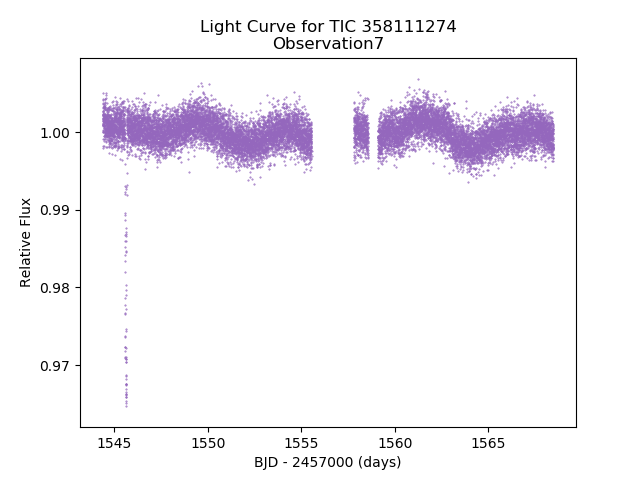 Light Curve for TIC 358111274
Observation7
1.00
0.99
0.98
0.97
Relative Flux
1545
1550
1555
1560
1565
BJD - 2457000 (days)